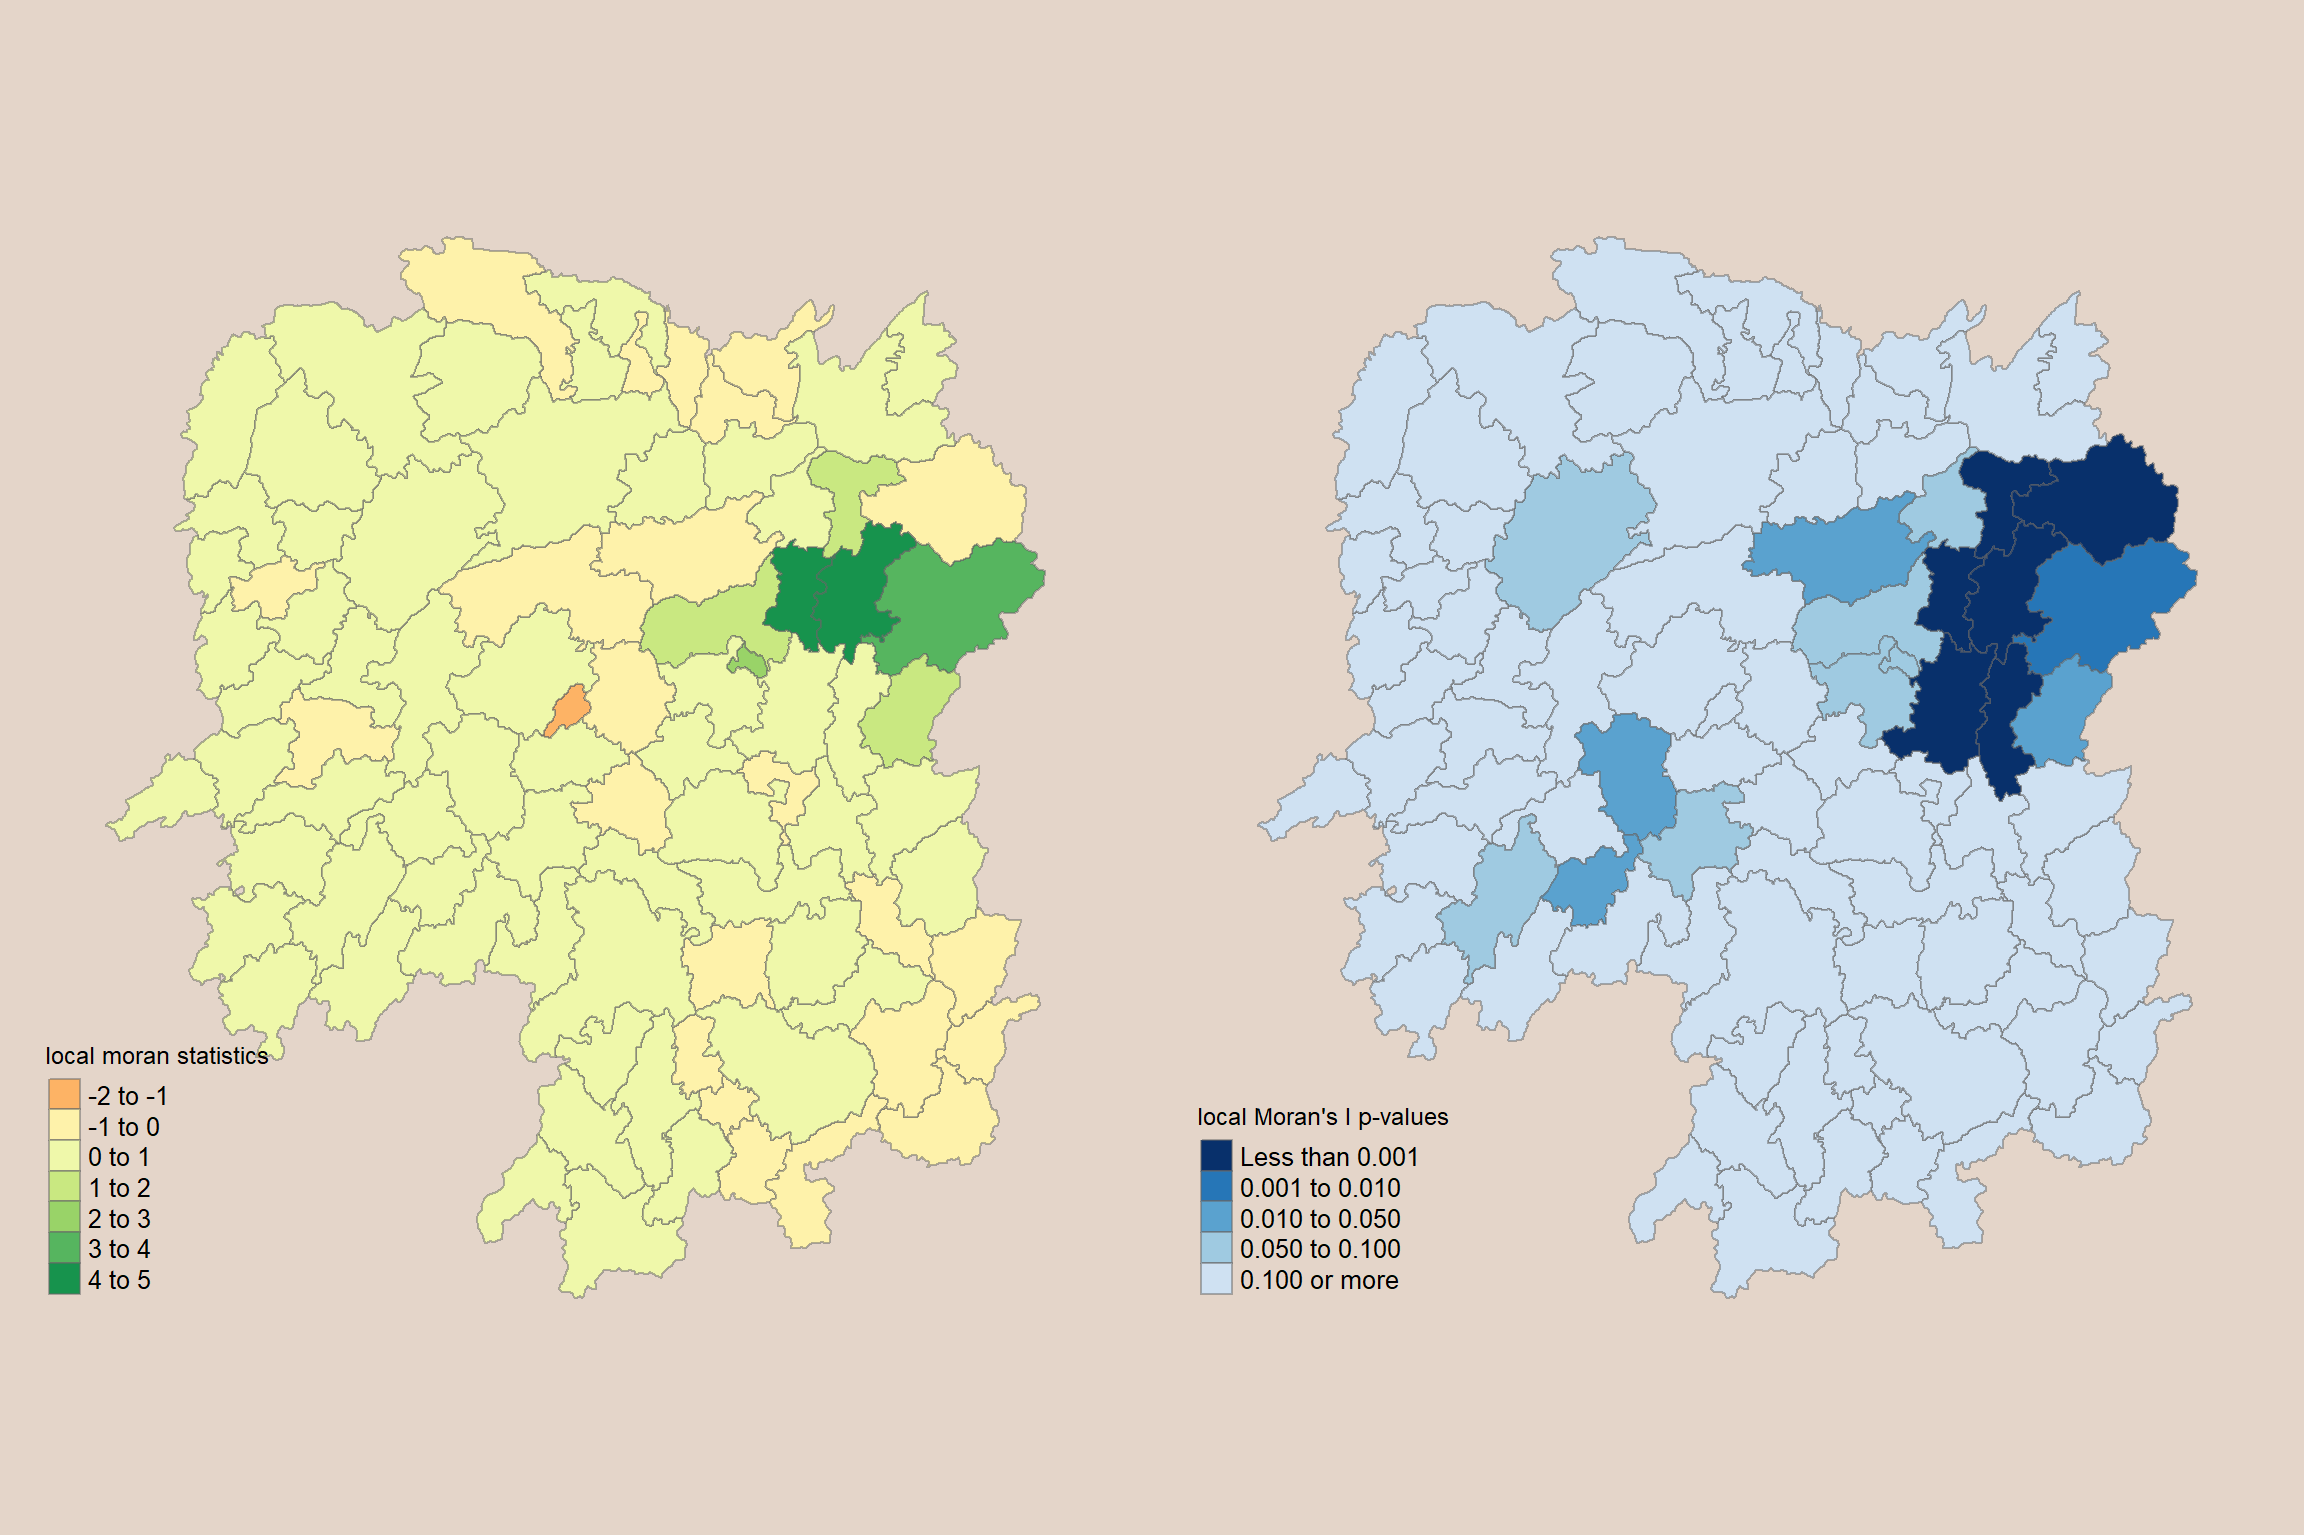 local moran statistics
-2 to -1
-1 to 0
0 to 1
1 to 2
2 to 3
3 to 4
4 to 5
local Moran's I p-values
Less than 0.001
0.001 to 0.010
0.010 to 0.050
0.050 to 0.100
0.100 or more